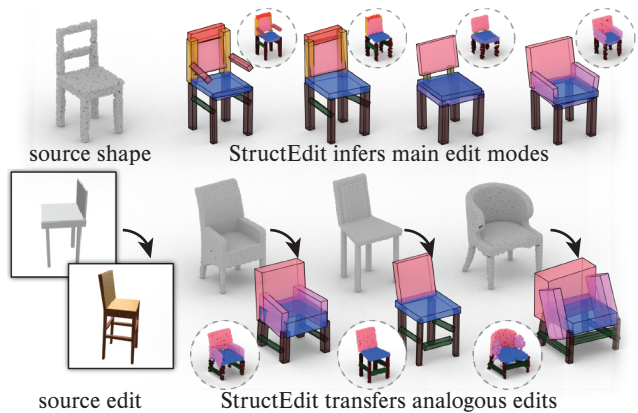 source shape
StructEdit infers main edit modes
source edit
StructEdit transfers analogous edits